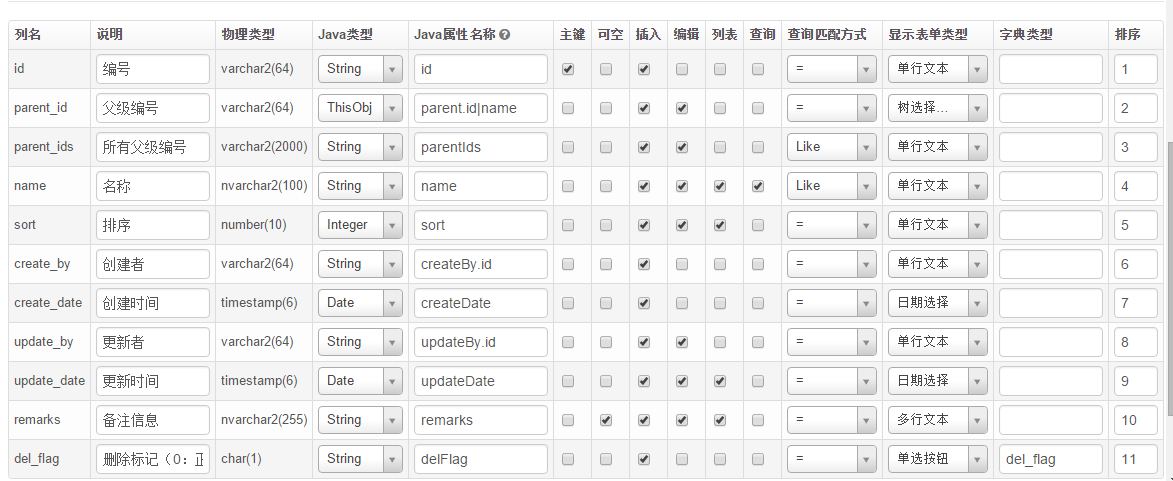 列名 说明 物理类型 Java类型 Java属性名称 主键 可空 插入 编辑 列表 查询 查询匹配方式 显示表单类型 字典类型 排序
id 编号 varchar2(64) String id = 单行文本 1
parent_id 父级编号 varchar2(64) ThisObj parent.id|name = 树选择... 2
parent_ids 所有父级编号 varchar2(2000) String parentIds Like 单行文本 3
name 名称 nvarchar2(100) String name Like 单行文本 4
sort 排序 number(10) Integer sort = 单行文本 5
create_by 创建者 varchar2(64) String createBy.id = 单行文本 6
create_date 创建时间 timestamp(6) Date createDate = 日期选择 7
update_by 更新者 varchar2(64) String updateBy.id = 单行文本 8
update_date 更新时间 timestamp(6) Date updateDate = 日期选择 9
remarks 备注信息 nvarchar2(255) String remarks = 多行文本 10
del_flag 删除标记（0：正 char(1) String delFlag = 单选按钮 del_flag 11